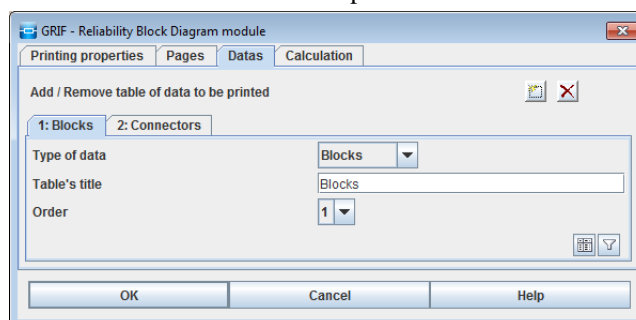 GRIF - Reliability Block Diagram module
Printing properties Pages Datas Calculation
Add / Remove table of data to be printed
1: Blocks 2: Connectors
Type of data Blocks
Table's title Blocks
Order 1
OK Cancel Help